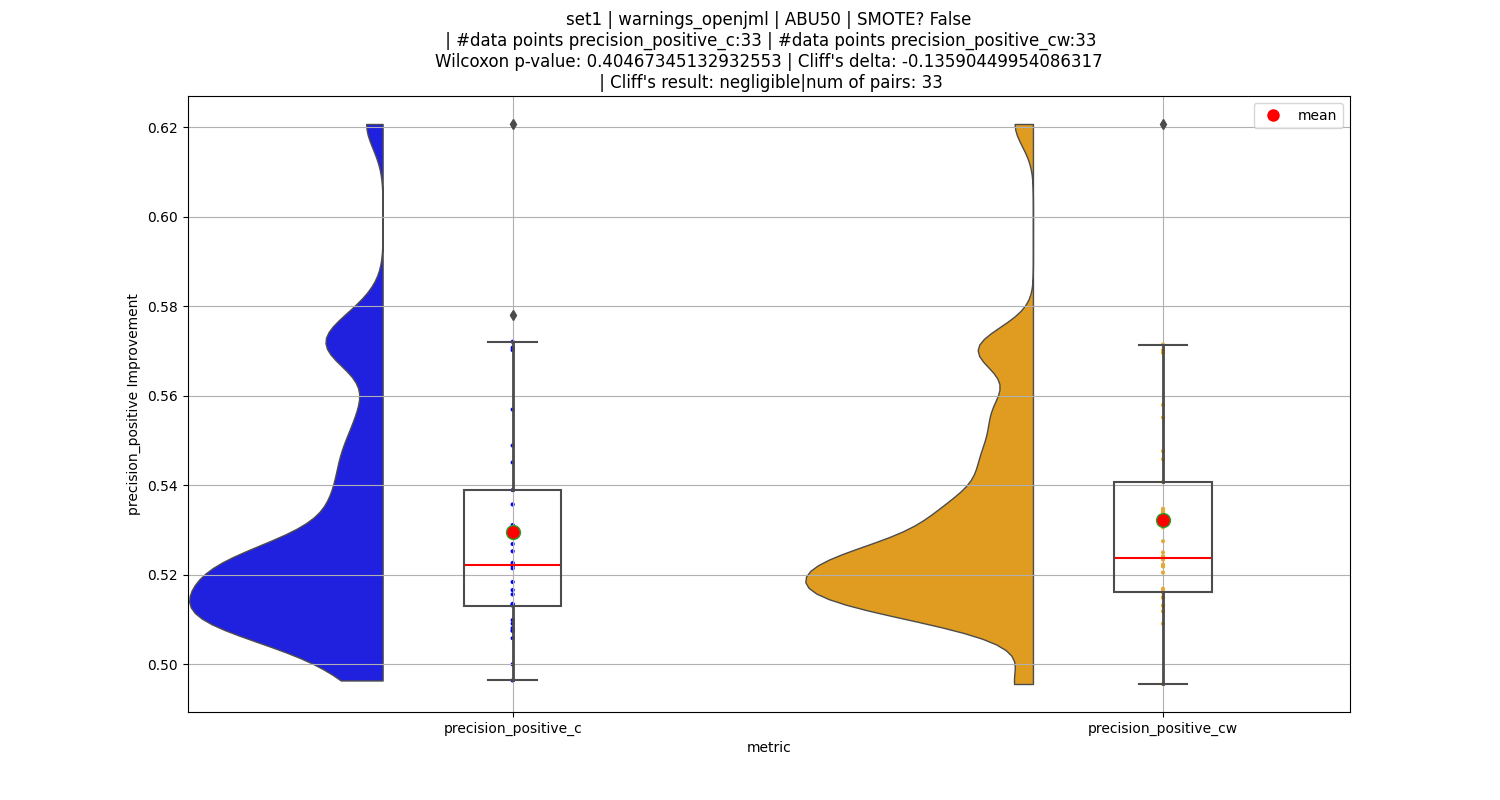 set1 | warnings_openjml | ABU50 | SMOTE? False
| #data points precision_positive_c:33 | #data points precision_positive_cw:33
Wilcoxon p-value: 0.40467345132932553 | Cliff's delta: -0.13590449954086317
| Cliff's result: negligible|num of pairs: 33
mean
0.62
0.60
0.58
0.56
0.54
0.52
0.50
precision_positive Improvement
precision_positive_c
precision_positive_cw
metric